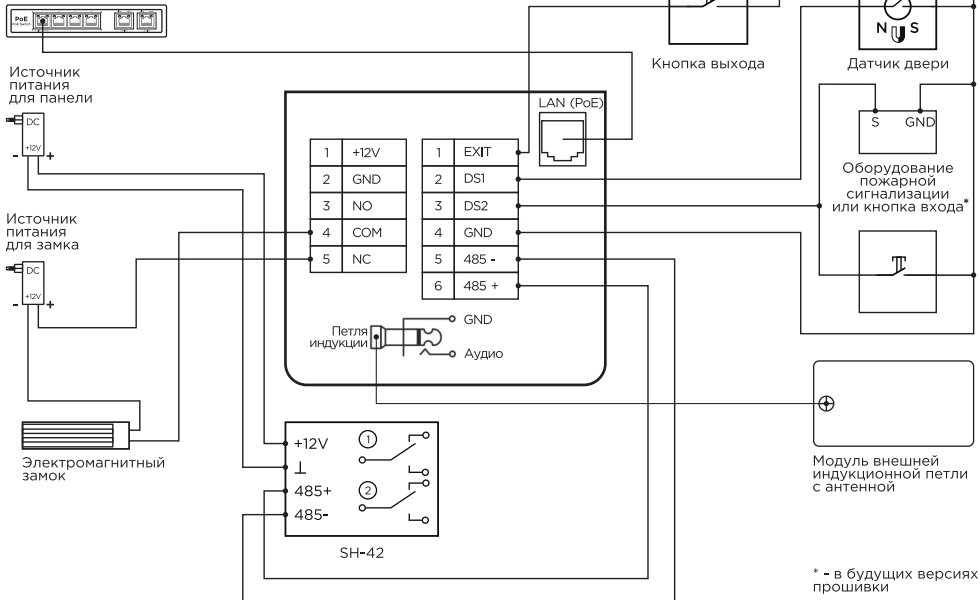 PoE
PoE Switch
Кнопка выхода
N S
Датчик двери
Источник
питания
для панели
DC
+12V
- +
LAN (PoE)
1 +12V
2 GND
3 NO
4 COM
5 NC
1 EXIT
2 DS1
3 DS2
4 GND
5 485 -
6 485 +
S GND
Оборудование
пожарной
сигнализации
или кнопка входа*
Источник
питания
для замка
DC
+12V
- +
Петля
индукции
GND
Аудио
Электромагнитный
замок
+12V
485+
485-
1
2
SH-42
Модуль внешней
индукционной петли
с антенной
* - в будущих версиях
прошивки